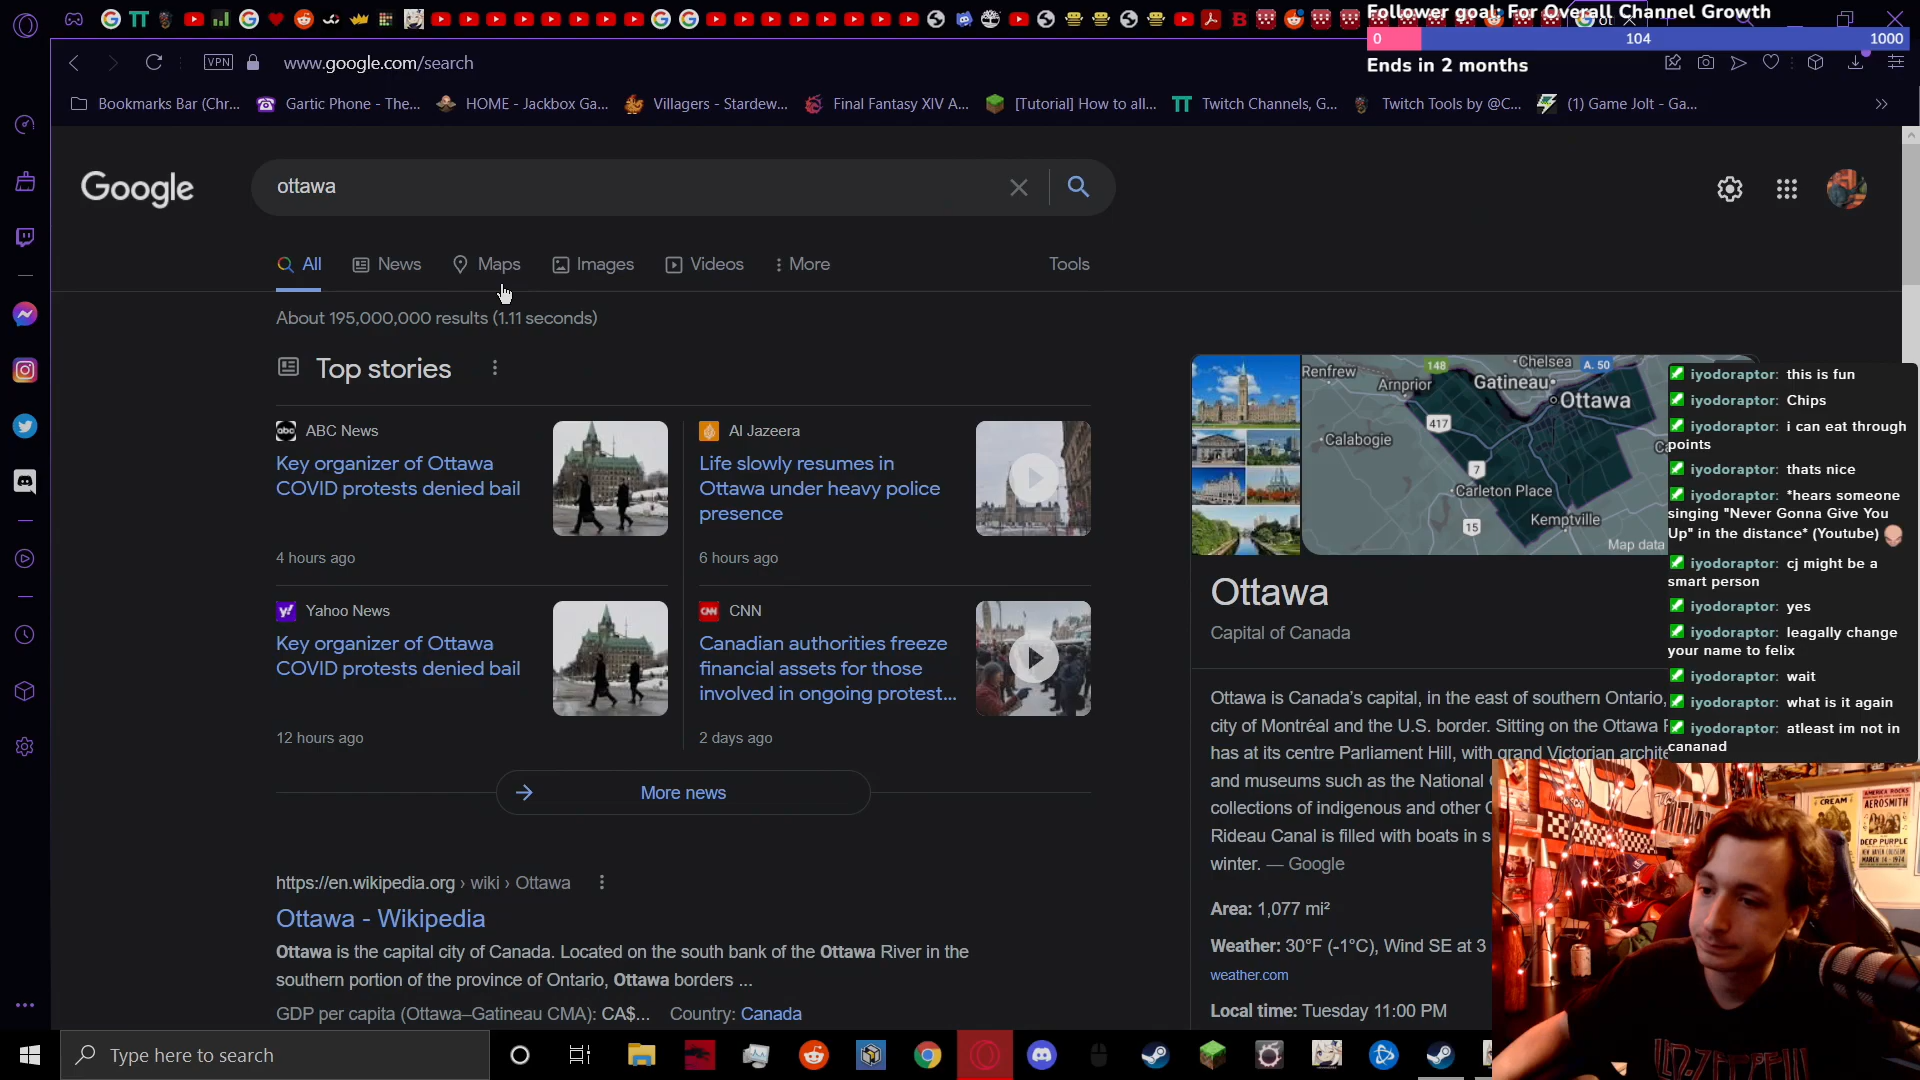 Follower goal: For Overall Channel Growth
0 104 1000
Ends in 2 months
VPN www.google.com/search
Bookmarks Bar (Chr... Gartic Phone - The... HOME - Jackbox Ga... Villagers - Stardew... Final Fantasy XIV A... [Tutorial] How to all... Twitch Channels, G... Twitch Tools by @C... (1) Game Jolt - Ga...
Google ottawa
All News Maps Images Videos More Tools
About 195,000,000 results (1.11 seconds)
Top stories
ABC News
Key organizer of Ottawa
COVID protests denied bail
4 hours ago
Al Jazeera
Life slowly resumes in
Ottawa under heavy police
presence
6 hours ago
Yahoo News
Key organizer of Ottawa
COVID protests denied bail
12 hours ago
CNN
Canadian authorities freeze
financial assets for those
involved in ongoing protest...
2 days ago
More news
https://en.wikipedia.org › wiki › Ottawa
Ottawa - Wikipedia
Ottawa is the capital city of Canada. Located on the south bank of the Ottawa River in the
southern portion of the province of Ontario, Ottawa borders ...
GDP per capita (Ottawa–Gatineau CMA): CA$... Country: Canada
Renfrew
Arnprior
148
Chelsea
A. 50
Gatineau
Ottawa
417
Calabogie
7
Carleton Place
15
Kemptville
Map data
Ottawa
Capital of Canada
Ottawa is Canada's capital, in the east of southern Ontario,
city of Montréal and the U.S. border. Sitting on the Ottawa
has at its centre Parliament Hill, with grand Victorian archite
and museums such as the National
collections of indigenous and other
Rideau Canal is filled with boats in s
winter. — Google
Area: 1,077 mi²
Weather: 30°F (-1°C), Wind SE at 3
weather.com
Local time: Tuesday 11:00 PM
iyodoraptor: this is fun
iyodoraptor: Chips
iyodoraptor: i can eat through
points
iyodoraptor: thats nice
iyodoraptor: *hears someone
singing "Never Gonna Give You
Up" in the distance* (Youtube)
iyodoraptor: cj might be a
smart person
iyodoraptor: yes
iyodoraptor: leagally change
your name to felix
iyodoraptor: wait
iyodoraptor: what is it again
iyodoraptor: atleast im not in
cananad
CREAM
AMERICA ROCKS
AEROSMITH
DEEP PURPLE
Type here to search